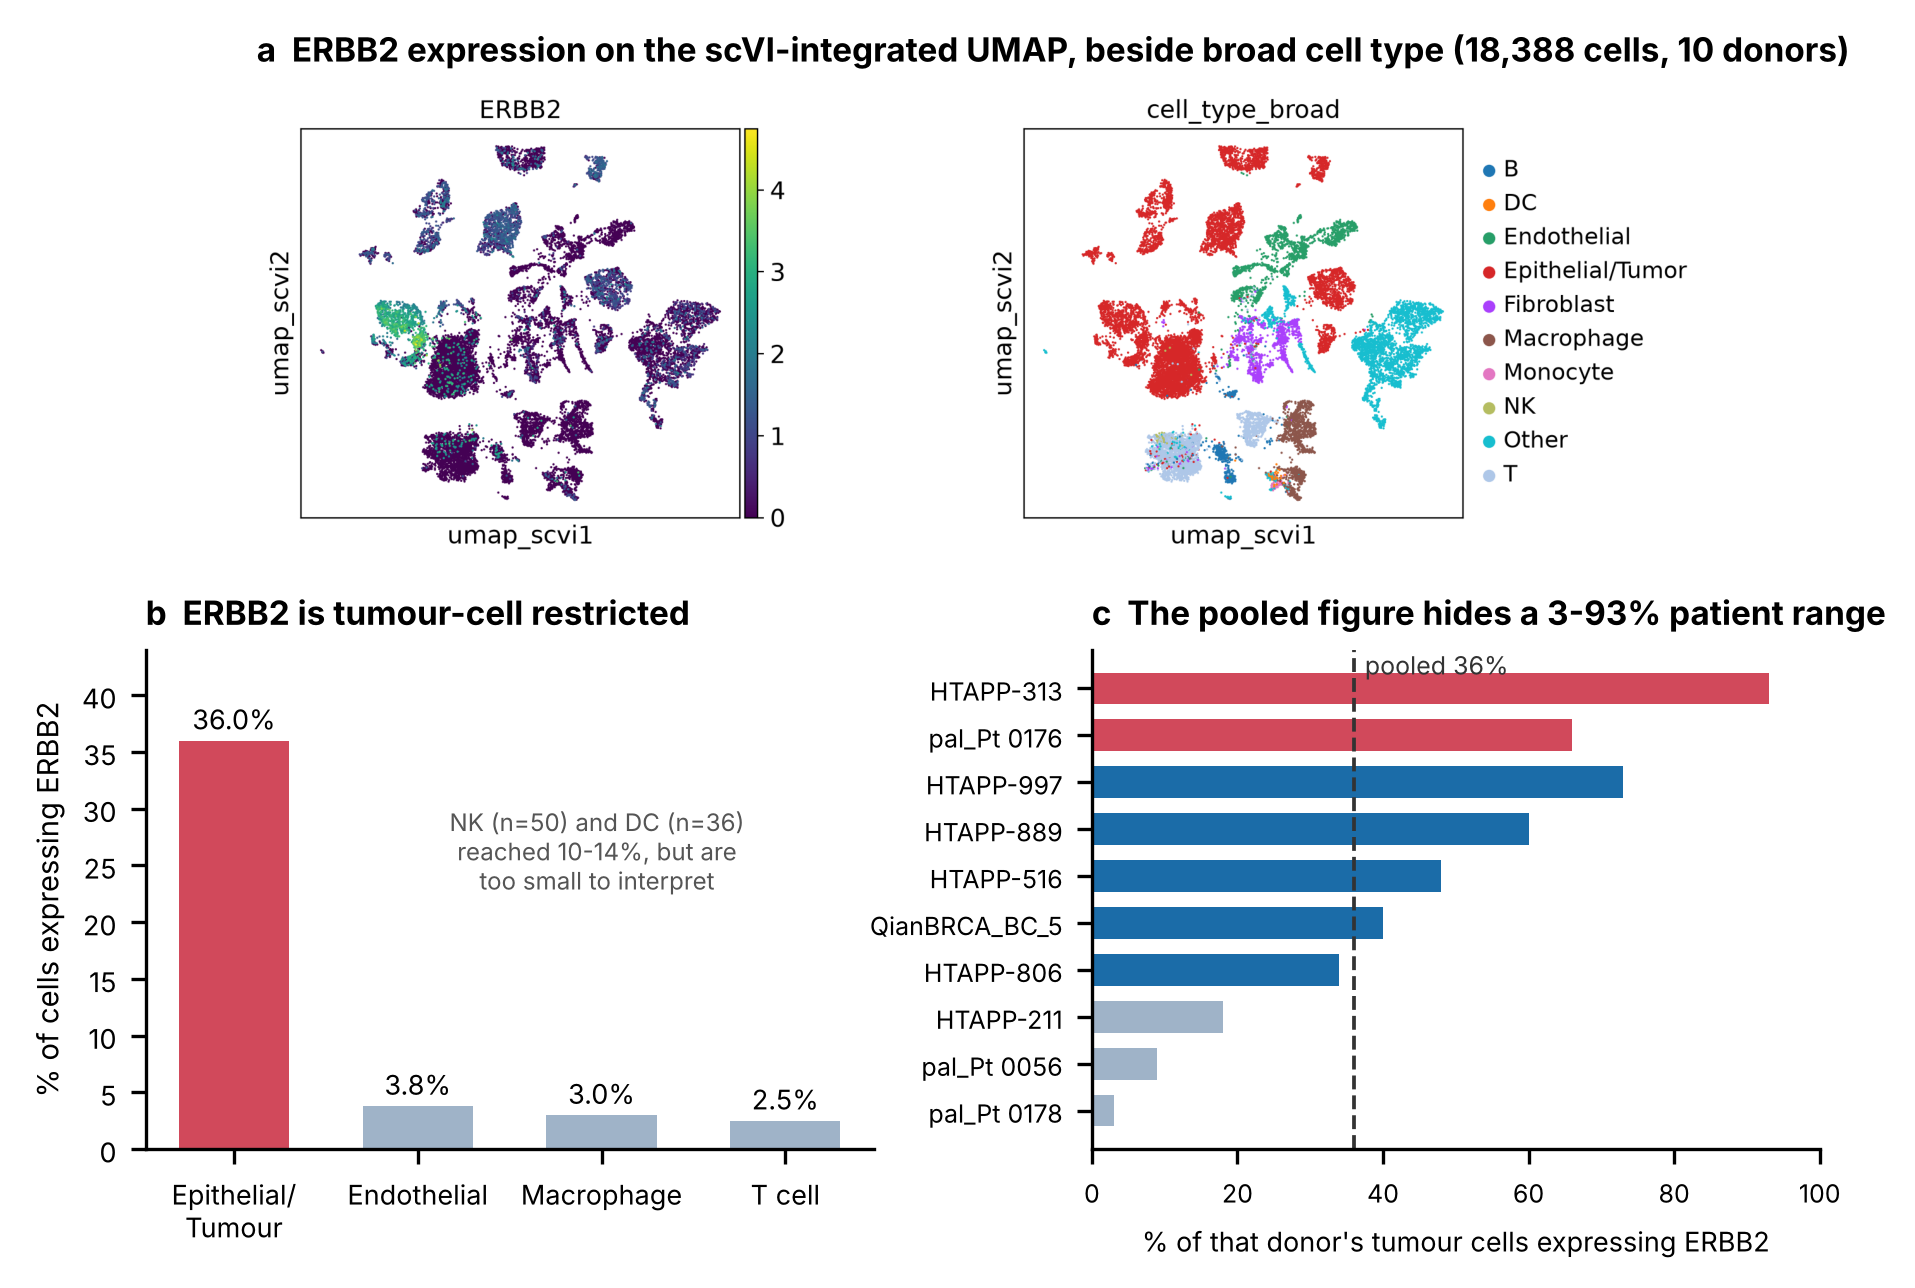 a ERBB2 expression on the scVI-integrated UMAP, beside broad cell type (18,388 cells, 10 donors)
ERBB2
umap_scvi2
umap_scvi1
4
3
2
1
0
cell_type_broad
umap_scvi2
umap_scvi1
B
DC
Endothelial
Epithelial/Tumor
Fibroblast
Macrophage
Monocyte
NK
Other
T
b ERBB2 is tumour-cell restricted
% of cells expressing ERBB2
40
35
30
25
20
15
10
5
0
36.0%
3.8%
3.0%
2.5%
NK (n=50) and DC (n=36)
reached 10-14%, but are
too small to interpret
Epithelial/
Tumour
Endothelial
Macrophage
T cell
c The pooled figure hides a 3-93% patient range
pooled 36%
HTAPP-313
pal_Pt 0176
HTAPP-997
HTAPP-889
HTAPP-516
QianBRCA_BC_5
HTAPP-806
HTAPP-211
pal_Pt 0056
pal_Pt 0178
0
20
40
60
80
100
% of that donor's tumour cells expressing ERBB2